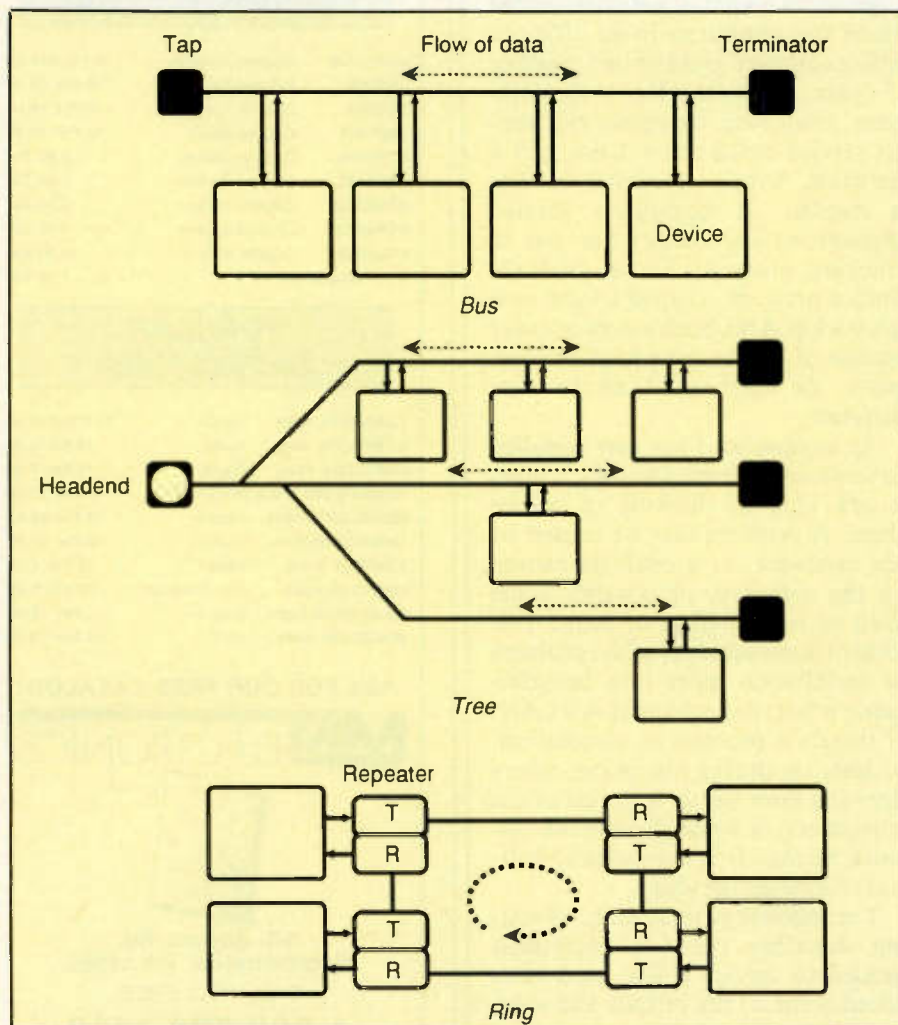 Tap Flow of data Terminator
Device
Bus
Headend
Tree
Repeater
T R
R T
T R
R T
Ring